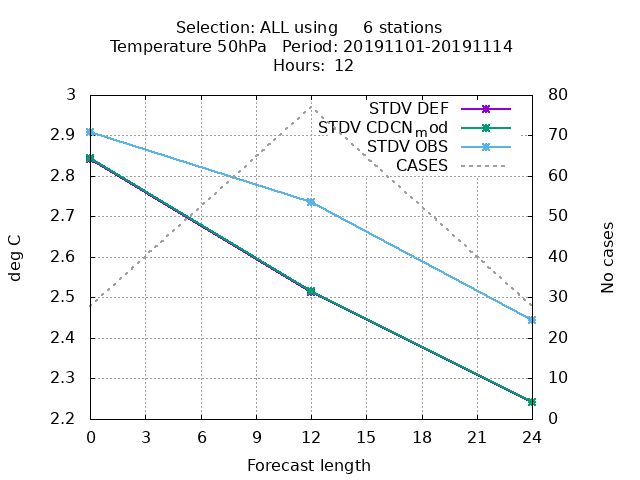 Selection: ALL using     6 stations
Temperature 50hPa   Period: 20191101-20191114
Hours: 12
3 80
STDV DEF
2.9 STDV CDCN_mod 70
STDV OBS
2.8 CASES 60
2.7 50
deg C
2.6 40
No cases
2.5 30
2.4 20
2.3 10
2.2 0
0 3 6 9 12 15 18 21 24
Forecast length